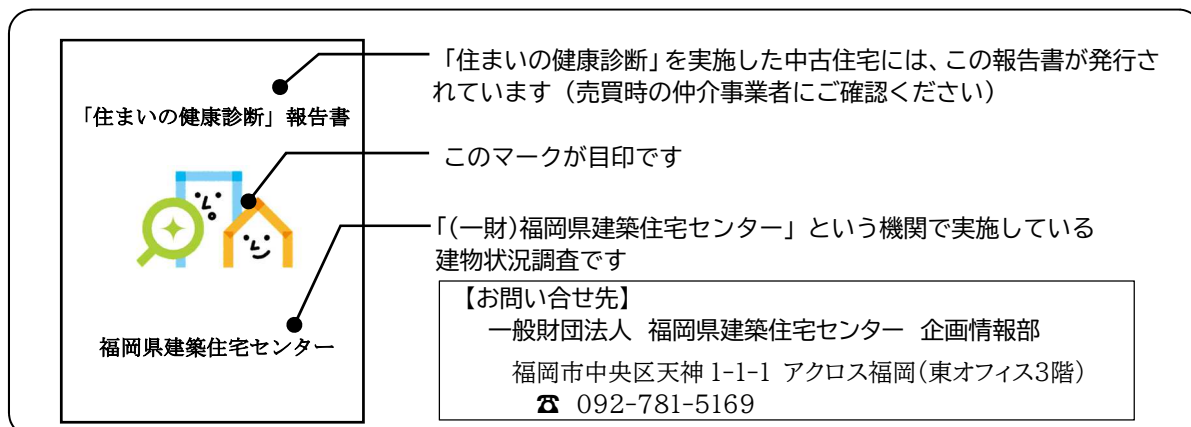 「住まいの健康診断」報告書
福岡県建築住宅センター
「住まいの健康診断」を実施した中古住宅には、この報告書が発行さ
れています（売買時の仲介事業者にご確認ください）
このマークが目印です
「(一財)福岡県建築住宅センター」という機関で実施している
建物状況調査です
【お問い合せ先】
一般財団法人 福岡県建築住宅センター 企画情報部
福岡市中央区天神 1-1-1 アクロス福岡(東オフィス3階)
☎ 092-781-5169